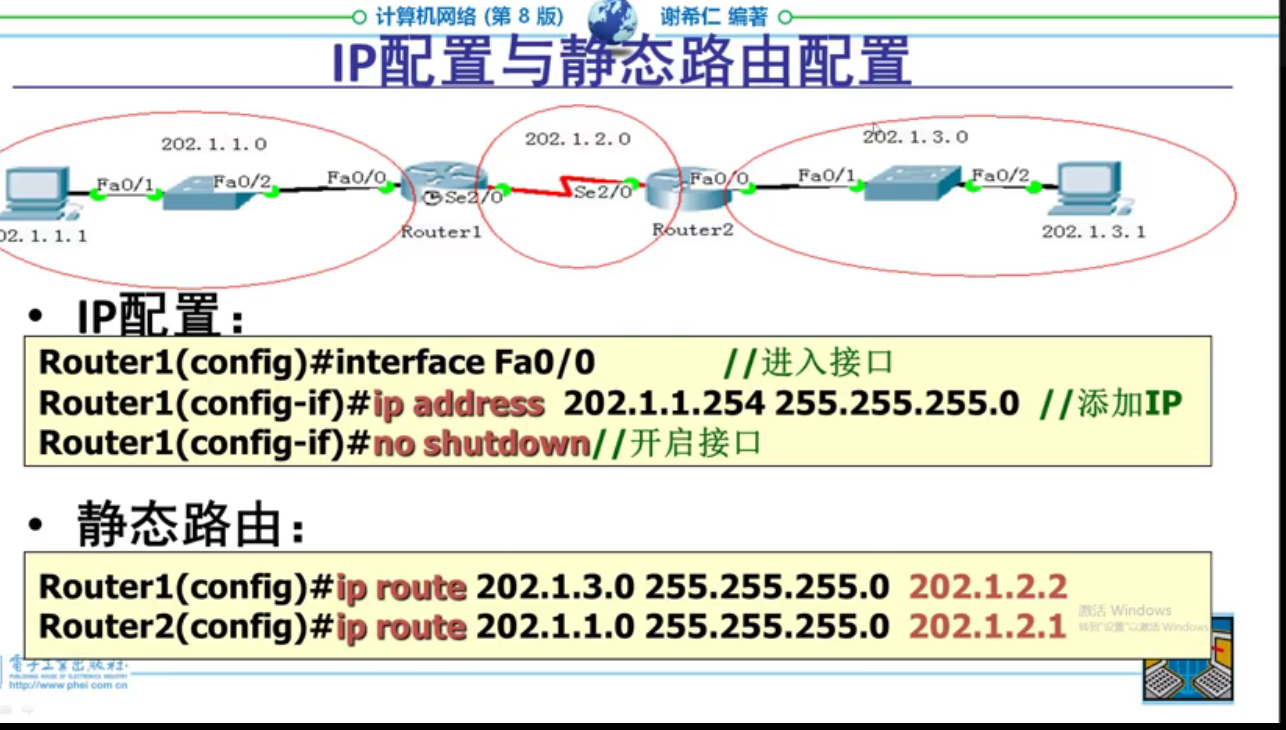 计算机网络 (第 8 版)
谢希仁 编著
IP配置与静态路由配置
202.1.1.0
202.1.2.0
202.1.3.0
Fa0/1
Fa0/2
Fa0/0
Se2/0
Se2/0
Fa0/0
Fa0/1
Fa0/2
02.1.1.1
Router1
Router2
202.1.3.1
• IP配置：
Router1(config)#interface Fa0/0 //进入接口
Router1(config-if)#ip address 202.1.1.254 255.255.255.0 //添加IP
Router1(config-if)#no shutdown//开启接口
• 静态路由：
Router1(config)#ip route 202.1.3.0 255.255.255.0 202.1.2.2
Router2(config)#ip route 202.1.1.0 255.255.255.0 202.1.2.1
激活 Windows
转到"设置"以激活 Windows
電子工業出版社
PUBLISHING HOUSE OF ELECTRONICS INDUSTRY
http://www phei com cn